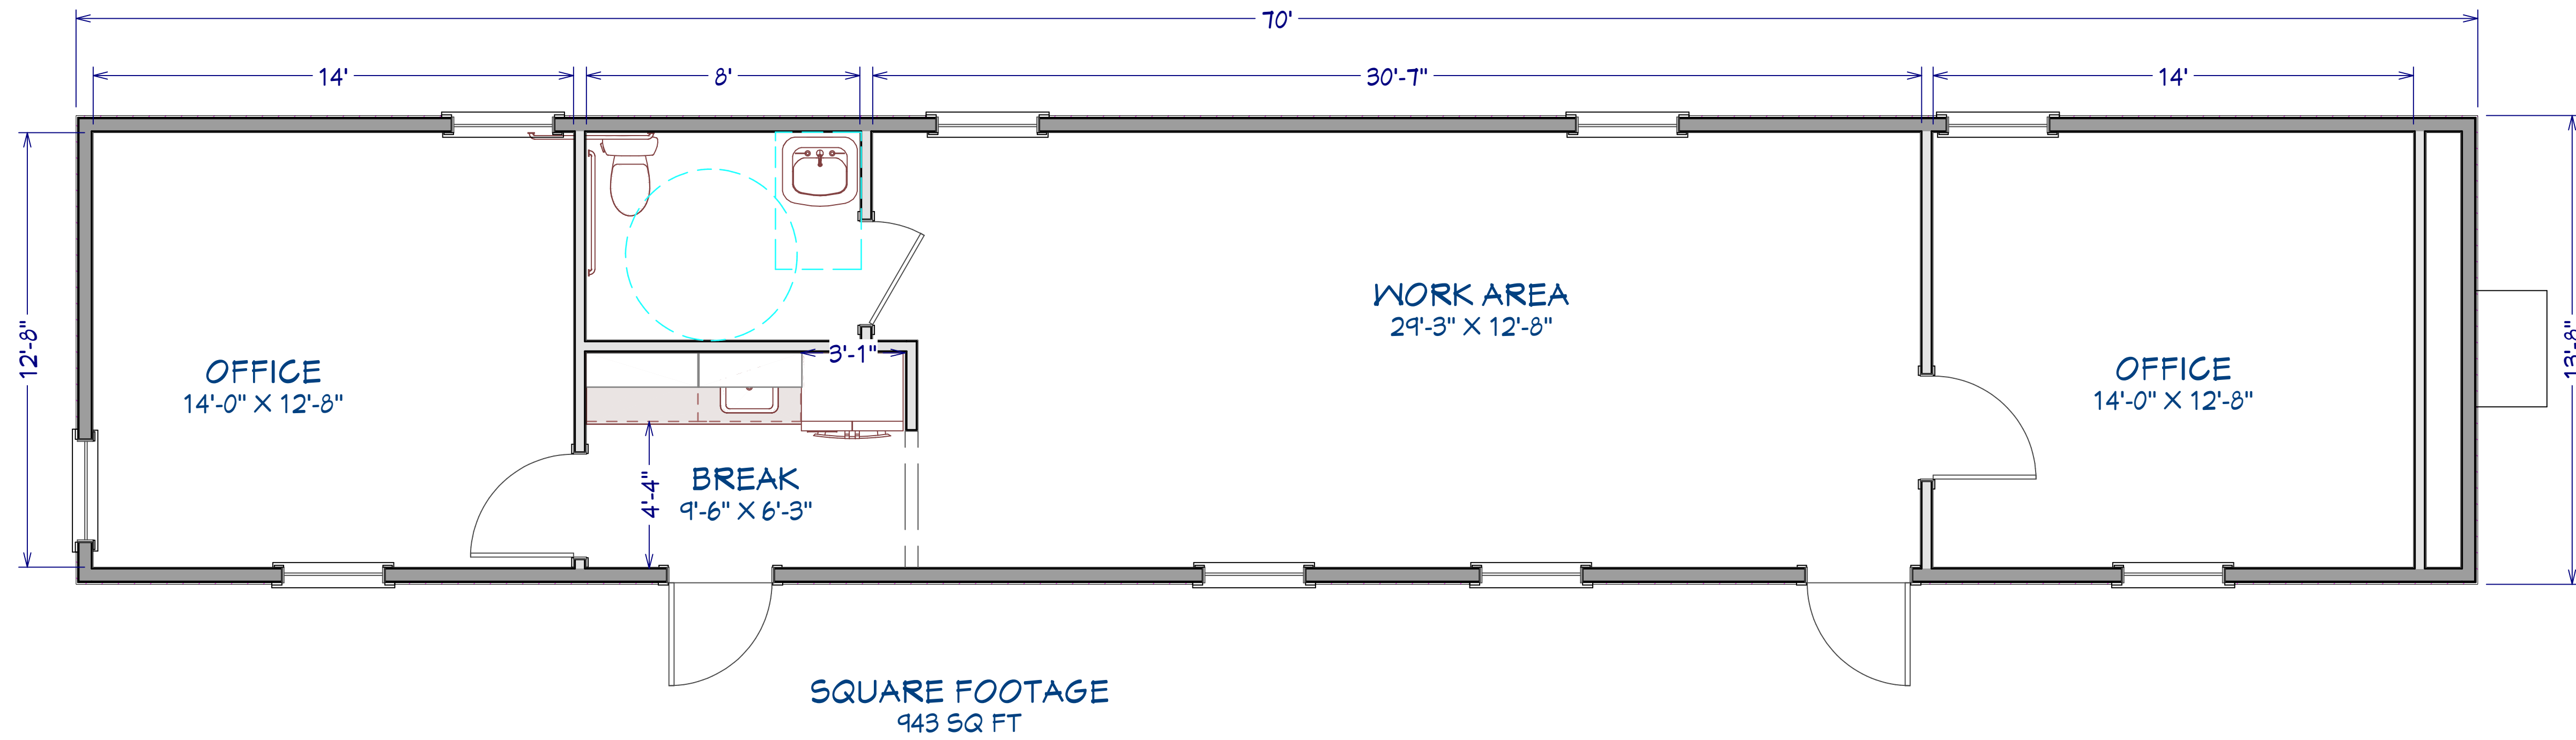 70'
14'
8'
30'-7"
14'
12'-8"
13'-8"
WORK AREA
29'-3" X 12'-8"
3'-1"
OFFICE
14'-0" X 12'-8"
OFFICE
14'-0" X 12'-8"
4'-4"
BREAK
9'-6" X 6'-3"
SQUARE FOOTAGE
943 SQ FT